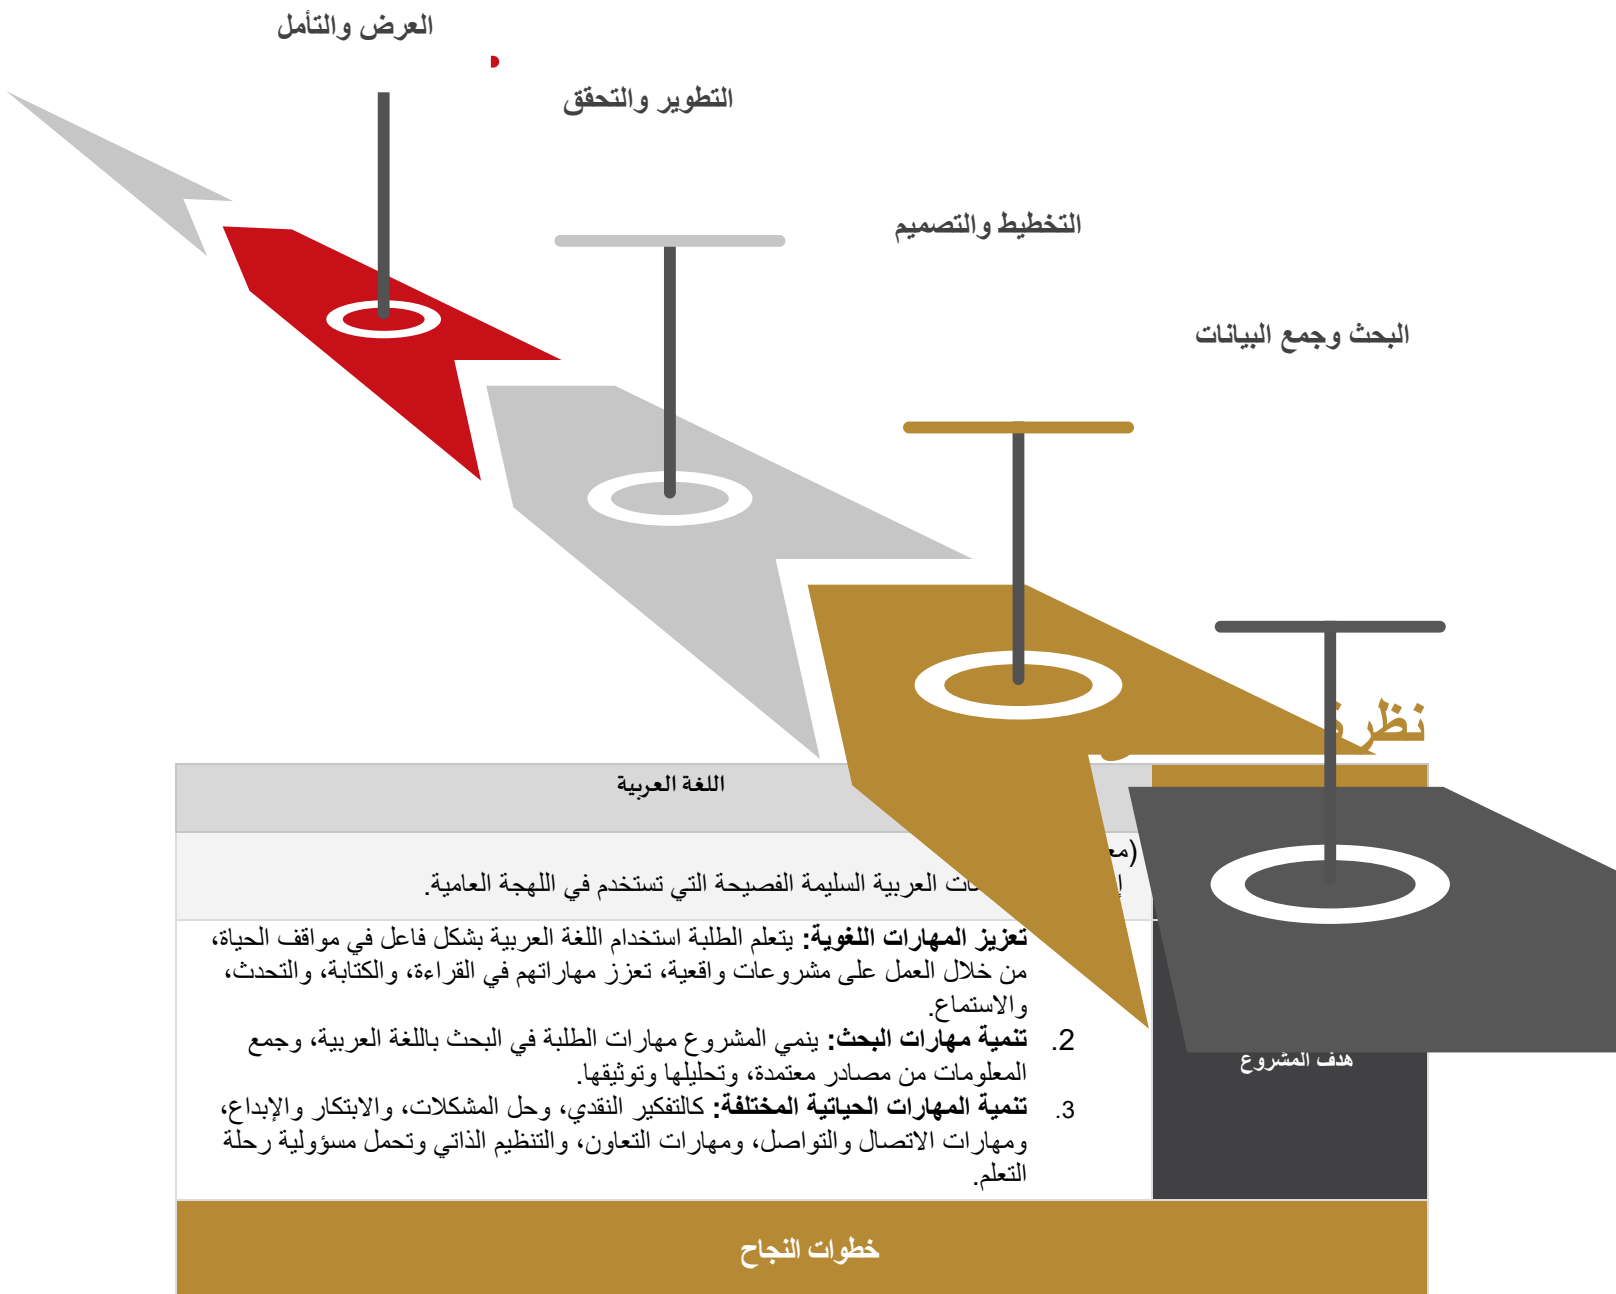 العرض والتأمل
التطوير والتحقق
التخطيط والتصميم
البحث وجمع البيانات
اللغة العربية
العربية السليمة الفصيحة التي تستخدم في اللهجة العامية.
تعزيز المهارات اللغوية: يتعلم الطلبة استخدام اللغة العربية بشكل فاعل في مواقف الحياة،
من خلال العمل على مشروعات واقعية، تعزز مهاراتهم في القراءة، والكتابة، والتحدث،
والاستماع.
2. تنمية مهارات البحث: ينمي المشروع مهارات الطلبة في البحث باللغة العربية، وجمع
المعلومات من مصادر معتمدة، وتحليلها وتوثيقها.
3. تنمية المهارات الحياتية المختلفة: كالتفكير النقدي، وحل المشكلات، والابتكار والإبداع،
ومهارات الاتصال والتواصل، ومهارات التعاون، والتنظيم الذاتي وتحمل مسؤولية رحلة
التعلم.
هدف المشروع
خطوات النجاح